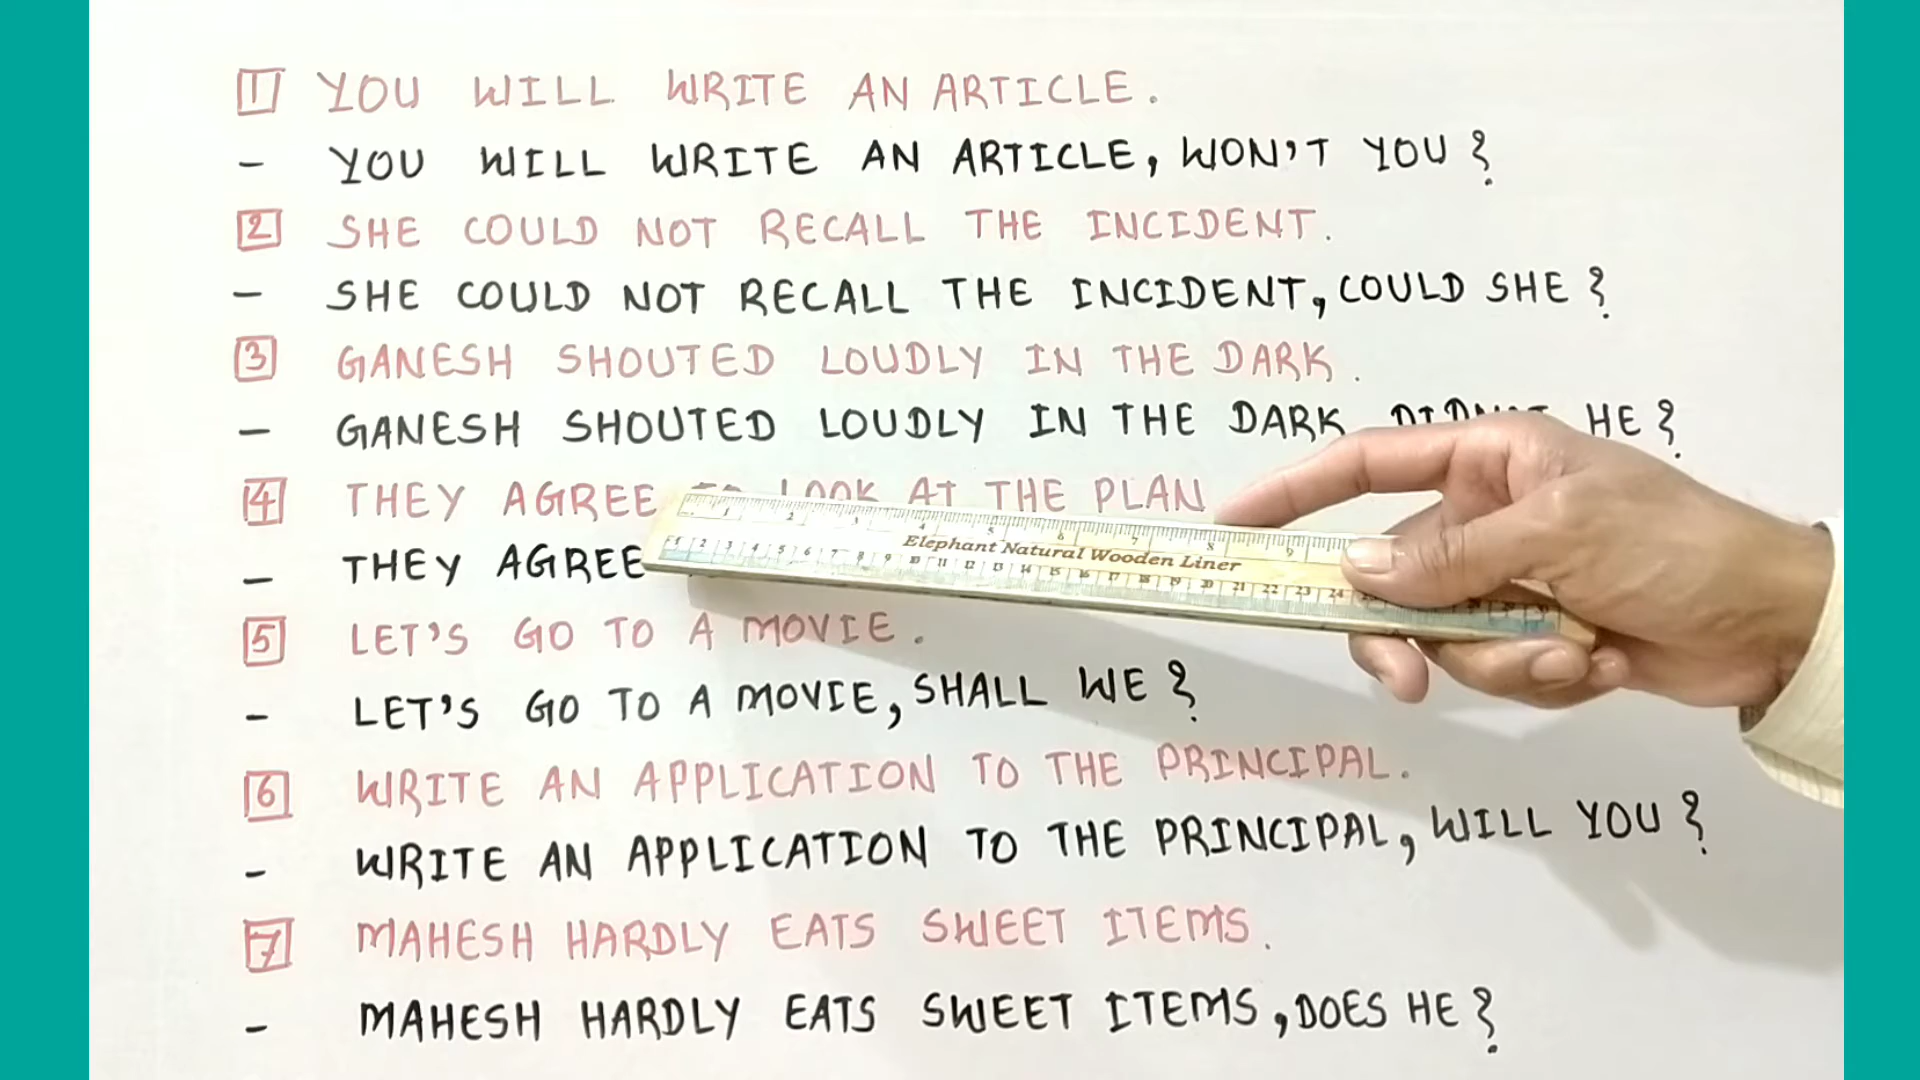 1 YOU WILL WRITE AN ARTICLE.
- YOU WILL WRITE AN ARTICLE, WON'T YOU?
2 SHE COULD NOT RECALL THE INCIDENT.
- SHE COULD NOT RECALL THE INCIDENT, COULD SHE?
3 GANESH SHOUTED LOUDLY IN THE DARK.
- GANESH SHOUTED LOUDLY IN THE DARK DIDN'T HE?
4 THEY AGREE TO LOOK AT THE PLAN
- THEY AGREE
Elephant Natural Wooden Liner
5 LET'S GO TO A MOVIE.
- LET'S GO TO A MOVIE, SHALL WE?
6 WRITE AN APPLICATION TO THE PRINCIPAL.
- WRITE AN APPLICATION TO THE PRINCIPAL, WILL YOU?
7 MAHESH HARDLY EATS SWEET ITEMS.
- MAHESH HARDLY EATS SWEET ITEMS, DOES HE?